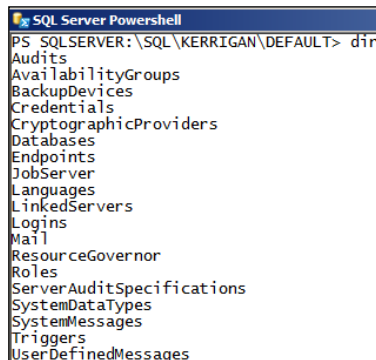 SQL Server Powershell
PS SQLSERVER:\SQL\KERRIGAN\DEFAULT> dir
Audits
AvailabilityGroups
BackupDevices
Credentials
CryptographicProviders
Databases
Endpoints
JobServer
Languages
LinkedServers
Logins
Mail
ResourceGovernor
Roles
ServerAuditSpecifications
SystemDataTypes
SystemMessages
Triggers
UserDefinedMessages